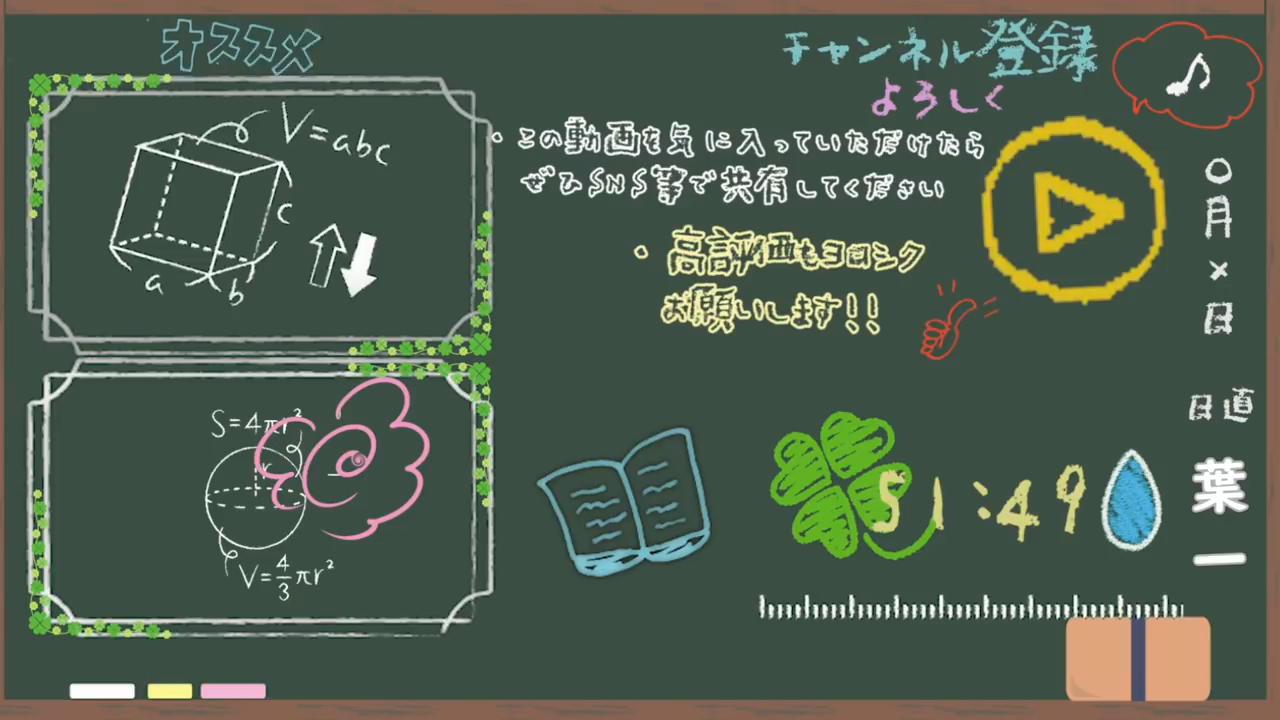 オススメ
V=abc
a
b
c
S=4πr²
r
V=4/3πr²
チャンネル登録
よろしく
・この動画を気に入っていただけたら
ぜひSNS等で共有してください
・高評価もヨロシク
お願いします!!
51:49
〇月×日
日直
葉一